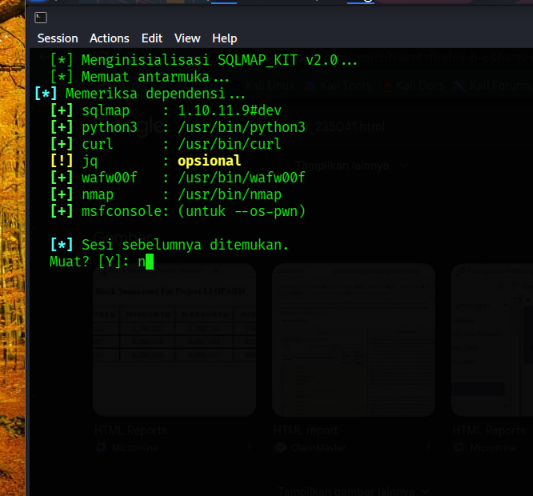 Session Actions Edit View Help
[*] Menginisialisasi SQLMAP_KIT v2.0...
[*] Memuat antarmuka...
[*] Memeriksa dependensi...
[+] sqlmap : 1.10.11.9#dev
[+] python3 : /usr/bin/python3
[+] curl : /usr/bin/curl
[!] jq : opsional
[+] wafw00f : /usr/bin/wafw00f
[+] nmap : /usr/bin/nmap
[+] msfconsole: (untuk --os-pwn)
[*] Sesi sebelumnya ditemukan.
Muat? [Y]: n
HTML Reports
HTML report
HTML Reports